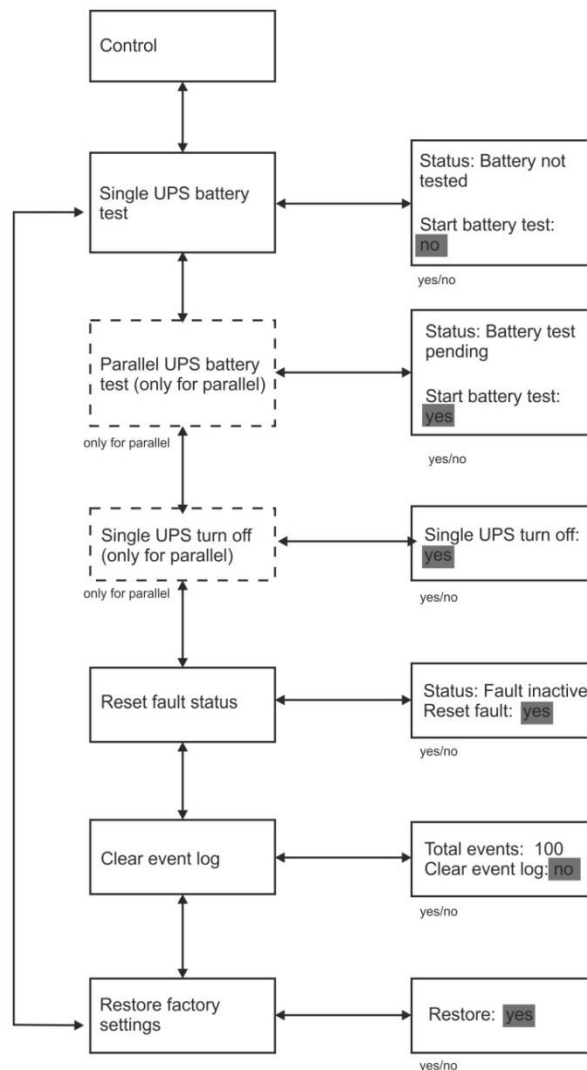 Control
Single UPS battery
test
Status: Battery not
tested
Start battery test:
no
yes/no
Parallel UPS battery
test (only for parallel)
only for parallel
Status: Battery test
pending
Start battery test:
yes
yes/no
Single UPS turn off
(only for parallel)
only for parallel
Single UPS turn off:
yes
yes/no
Reset fault status
Status: Fault inactive
Reset fault: yes
yes/no
Clear event log
Total events: 100
Clear event log: no
yes/no
Restore factory
settings
Restore: yes
yes/no